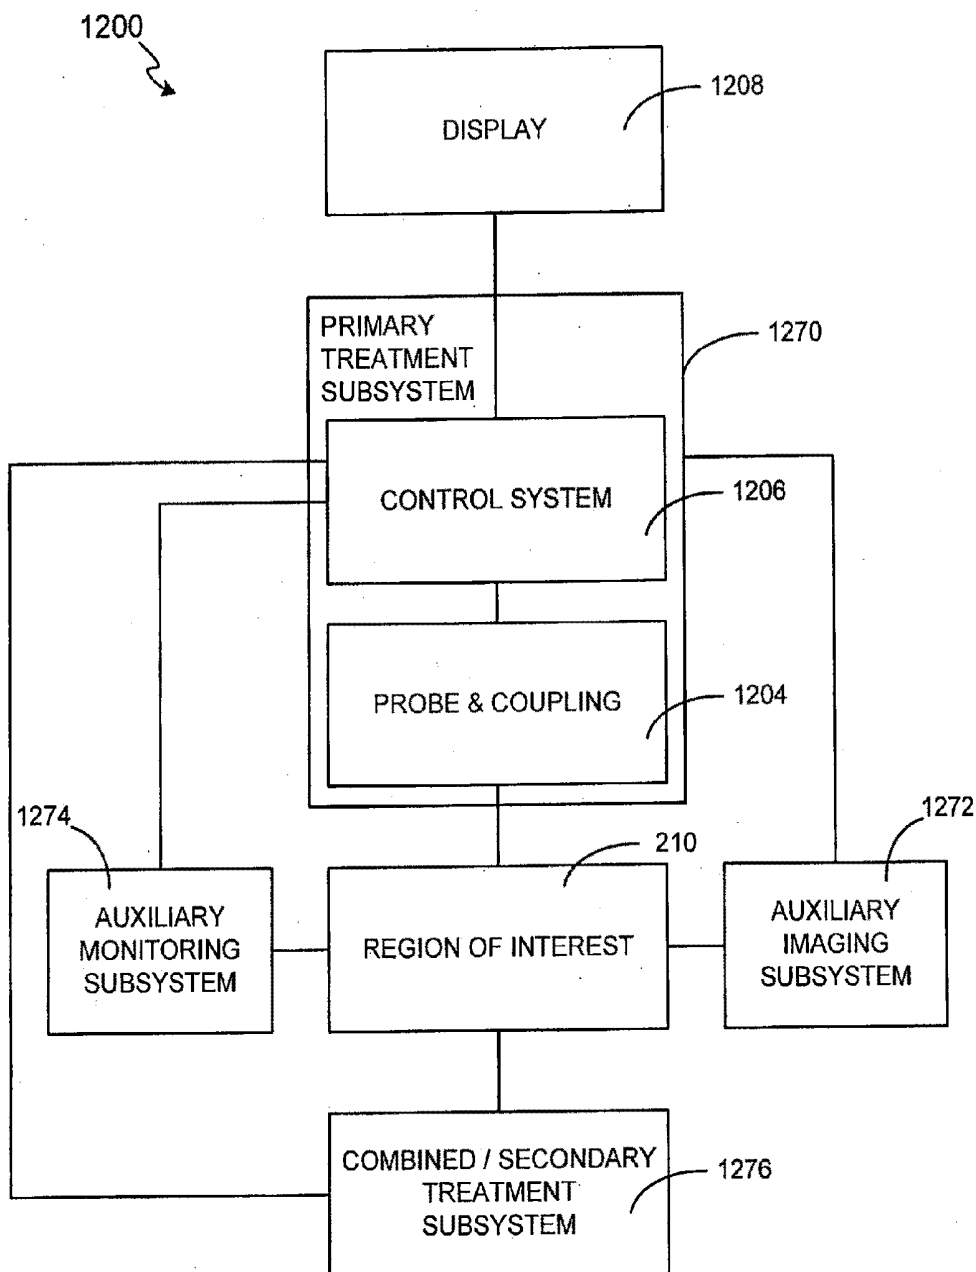 1200
DISPLAY
1208
PRIMARY
TREATMENT
SUBSYSTEM
1270
CONTROL SYSTEM
1206
PROBE & COUPLING
1204
1274
210
1272
AUXILIARY
MONITORING
SUBSYSTEM
REGION OF INTEREST
AUXILIARY
IMAGING
SUBSYSTEM
COMBINED / SECONDARY
TREATMENT
SUBSYSTEM
1276